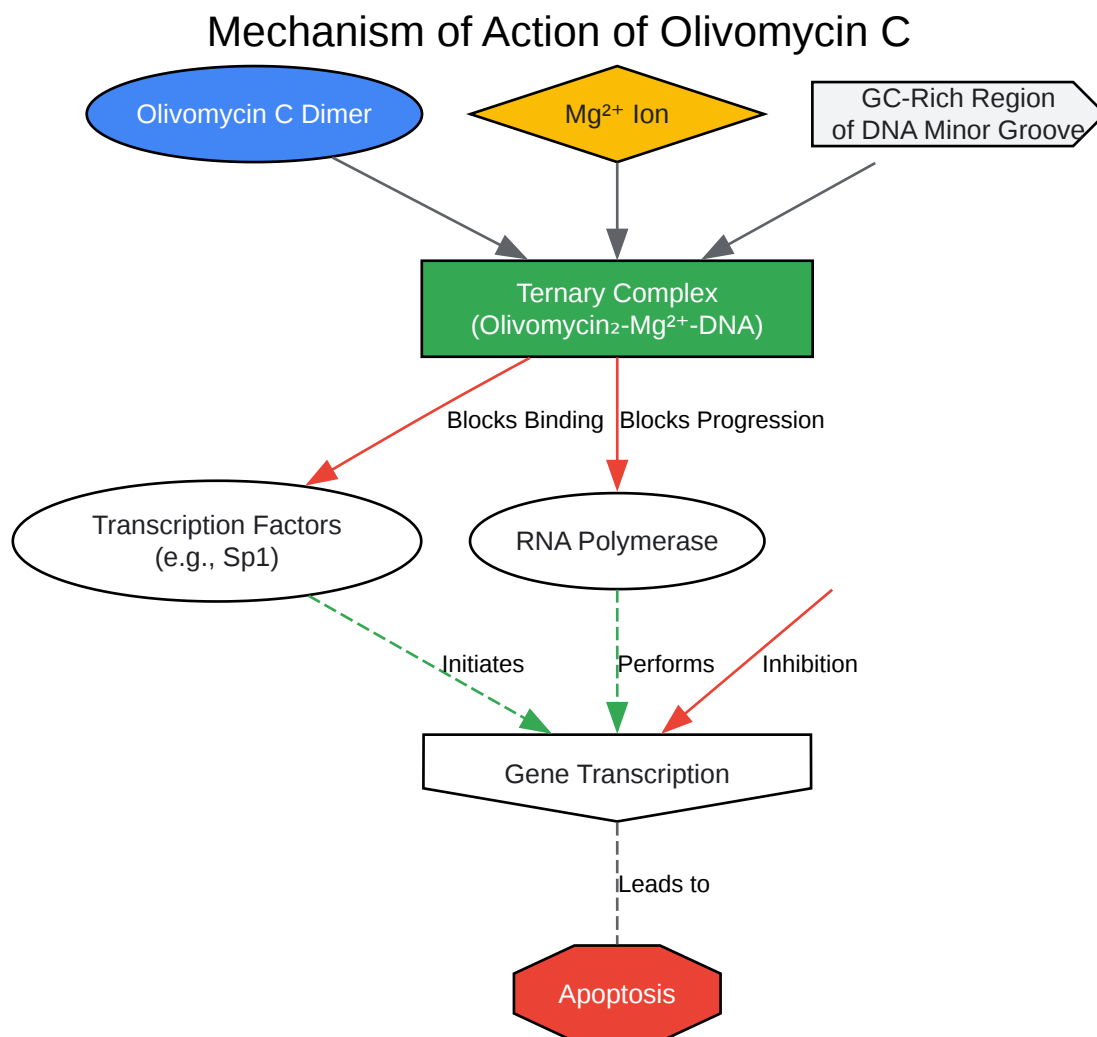 Mechanism of Action of Olivomycin C
Olivomycin C Dimer
Mg²⁺ Ion
GC-Rich Region
of DNA Minor Groove
Ternary Complex
(Olivomycin₂-Mg²⁺-DNA)
Blocks Binding
Blocks Progression
Transcription Factors
(e.g., Sp1)
RNA Polymerase
Initiates
Performs
Inhibition
Gene Transcription
Leads to
Apoptosis